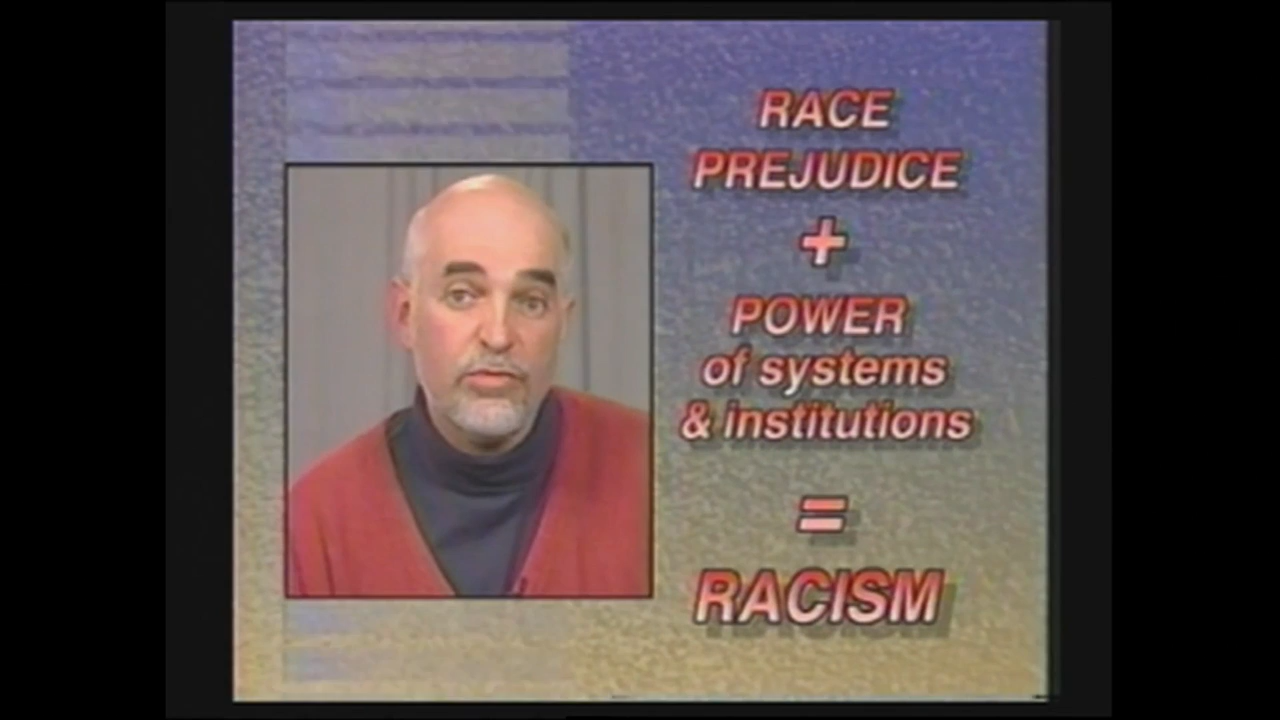 RACE
PREJUDICE
+
POWER
of systems
& institutions
=
RACISM